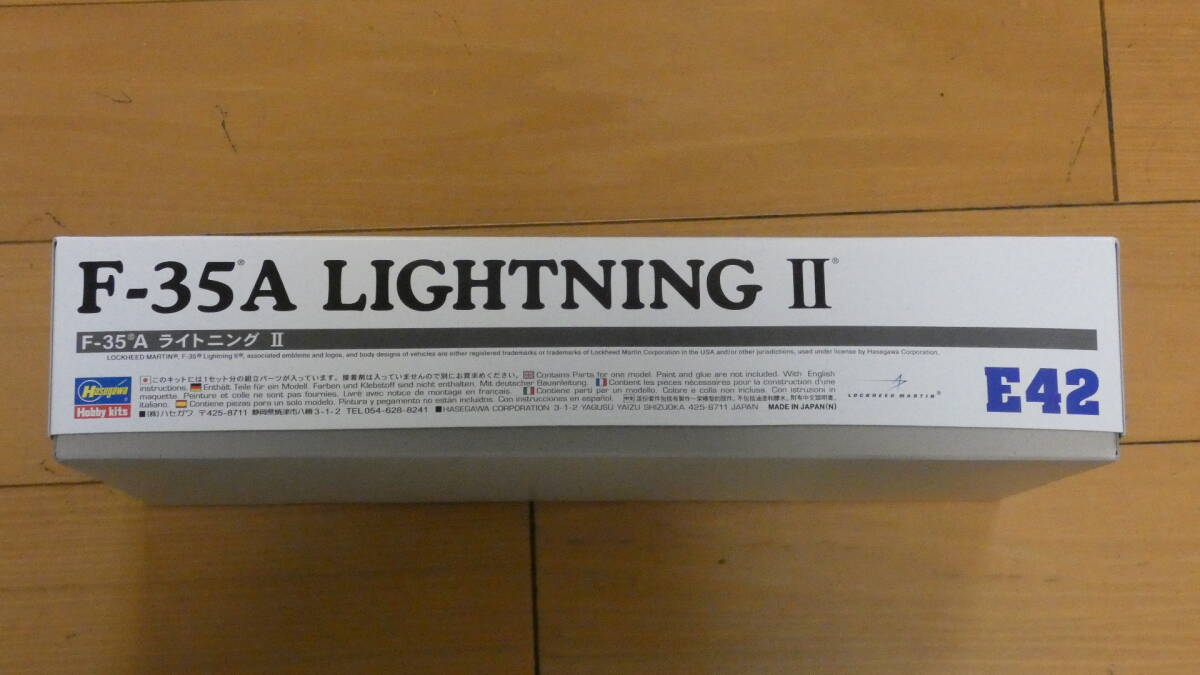 F-35®A LIGHTNING II®
F-35®A ライトニング II
LOCKHEED MARTIN®, F-35® Lightning II®, associated emblems and logos, and body designs of vehicles are either registered trademarks or trademarks of Lockheed Martin Corporation in the USA and/or other jurisdictions, used under license by Hasegawa Corporation.
Hasegawa
Hobby kits
このキットには1セット分の組立パーツが入っています。接着剤は入っていませんので別にお買求めください。 Contains Parts for one model. Paint and glue are not included. With English
instructions. Enthält Teile für ein Modell. Farben und Klebstoff sind nicht enthalten. Mit deutscher Bauanleitung. Contient les pièces nécessaires pour la construction d'une
maquette. Peinture et colle ne sont pas fournies. Livré avec notice de montage en francais. Contiene parti per un modello. Colore e colla non inclusi. Con istruzioni in
italiano. Contiene piezas para un solo modelo. Pintura y pegamento no están incluidos. Con instrucciones en español.
■(株)ハセガワ 〒425-8711 静岡県焼津市八楠3-1-2 TEL054-628-8241 ■HASEGAWA CORPORATION 3-1-2 YAGUSU YAIZU SHIZUOKA 425-8711 JAPAN MADE IN JAPAN(N)
LOCKHEED MARTIN®
E42